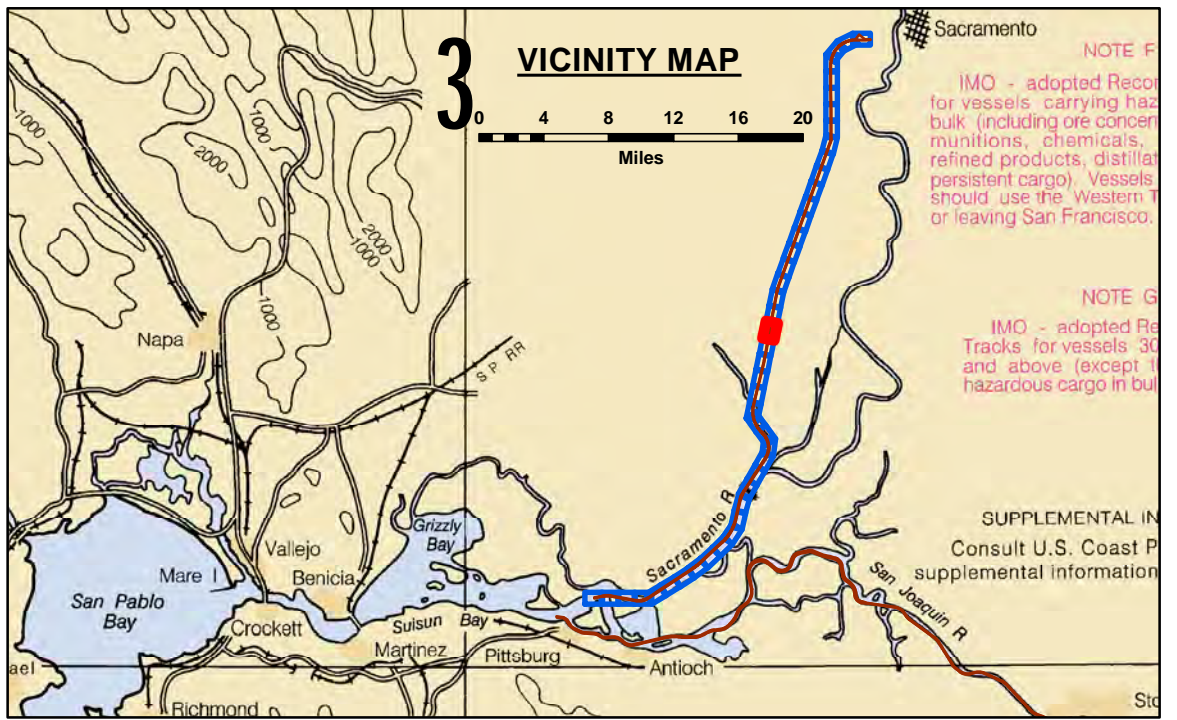 3
VICINITY MAP
0 4 8 12 16 20
Miles
Sacramento
NOTE F
IMO - adopted Recor
for vessels carrying haz
bulk (including ore concen
munitions, chemicals,
refined products, distillat
persistent cargo). Vessels
should use the Western T
or leaving San Francisco.
NOTE G
IMO - adopted Re
Tracks for vessels 30
and above (except
hazardous cargo in bul
1000
1000
2000
2000
1000
1000
Napa
S P RR
Grizzly
Bay
Vallejo
Mare I
Benicia
San Pablo
Bay
Crockett
Suisun Bay
Martinez
Pittsburg
Antioch
Richmond
ael
Sacramento R
San Joaquin R
SUPPLEMENTAL IN
Consult U.S. Coast P
supplemental information
Sto